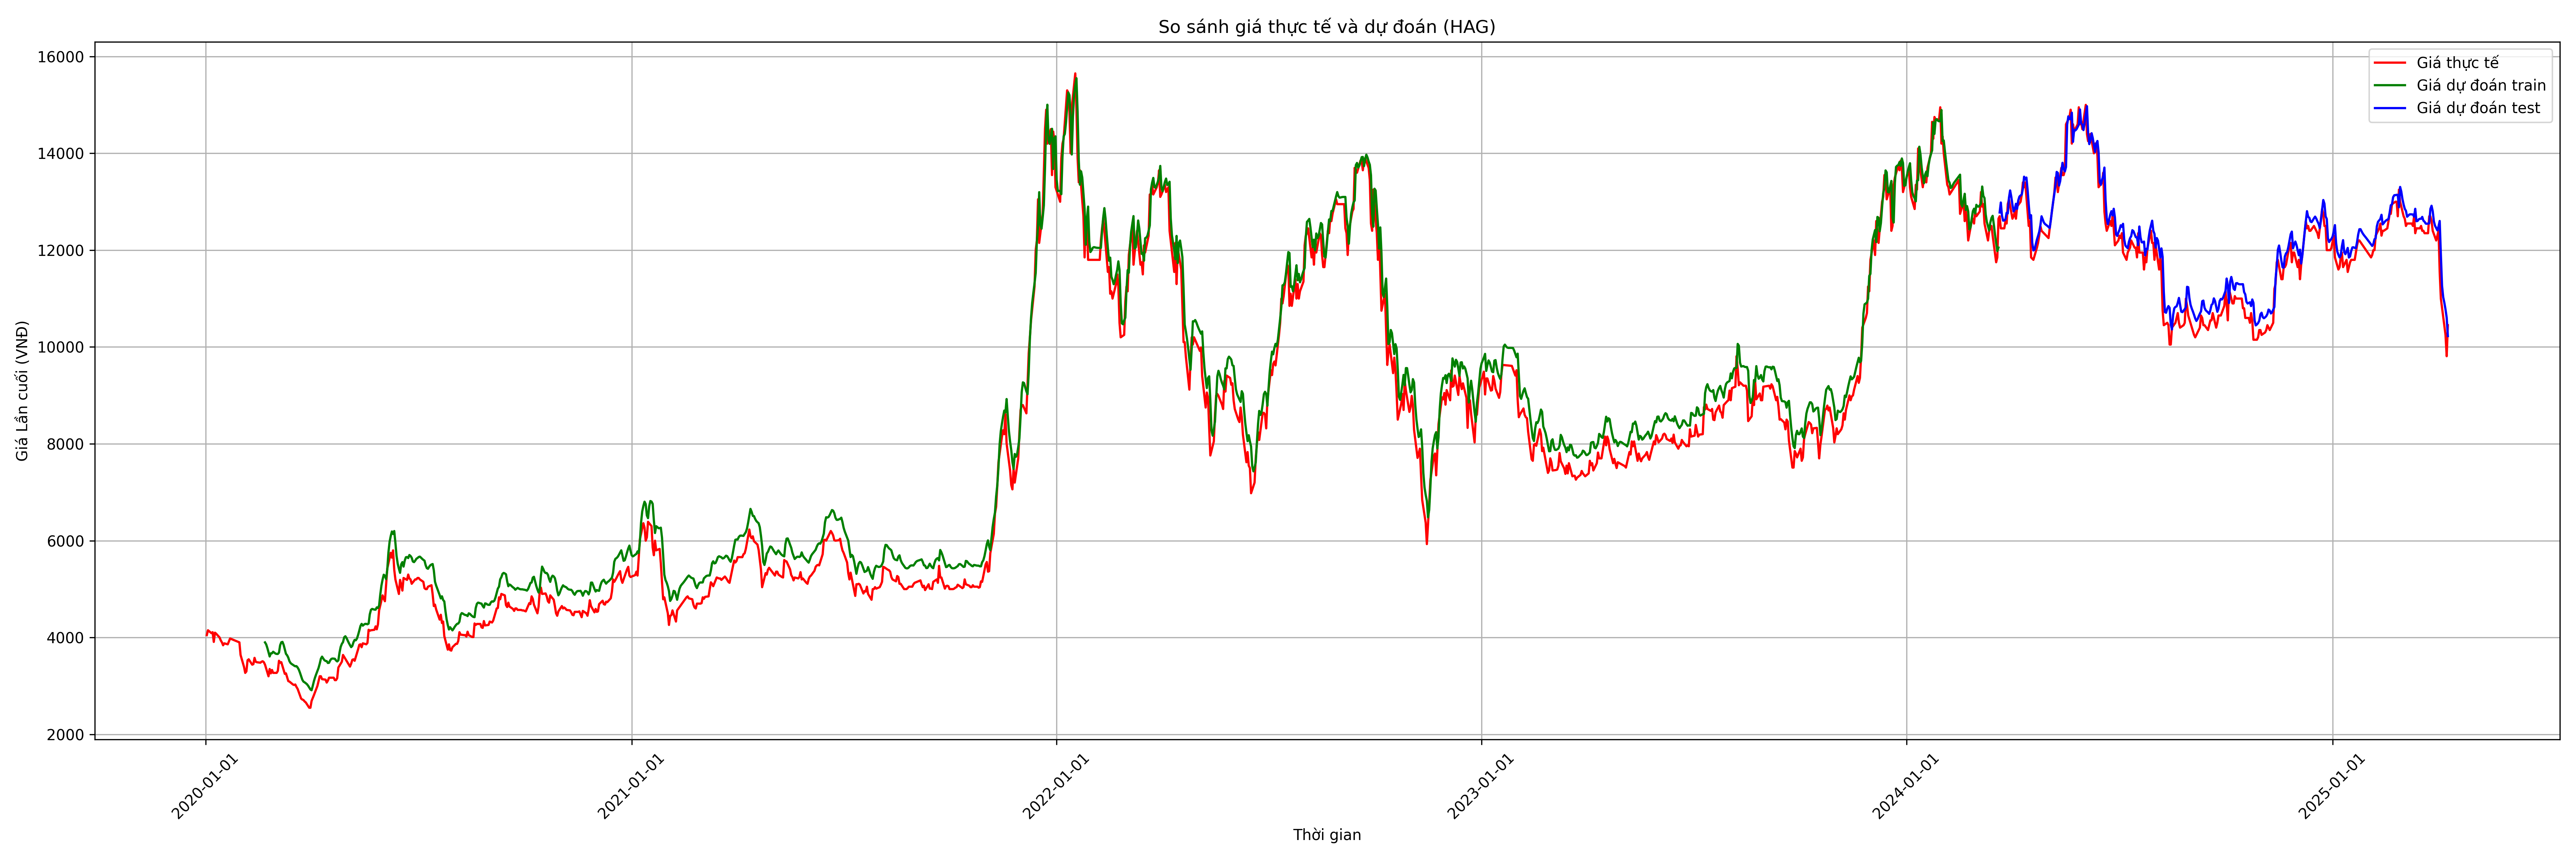 So sánh giá thực tế và dự đoán (HAG)
Giá thực tế
Giá dự đoán train
Giá dự đoán test
Giá Lần cuối (VNĐ)
16000
14000
12000
10000
8000
6000
4000
2000
2020-01-01
2021-01-01
2022-01-01
2023-01-01
2024-01-01
2025-01-01
Thời gian